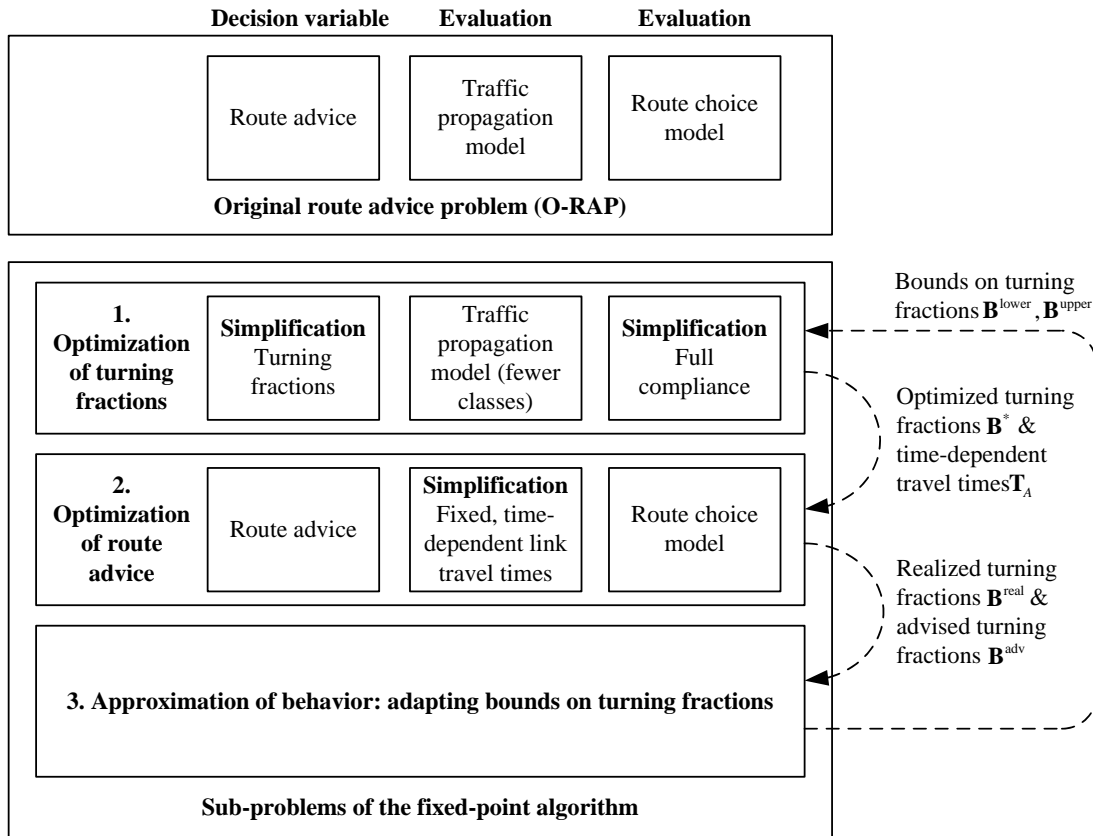 Decision variable
Evaluation
Evaluation
Route advice
Traffic
propagation
model
Route choice
model
Original route advice problem (O-RAP)
1.
Optimization
of turning
fractions
Simplification
Turning
fractions
Traffic
propagation
model (fewer
classes)
Simplification
Full
compliance
2.
Optimization
of route
advice
Route advice
Simplification
Fixed, time-
dependent link
travel times
Route choice
model
3. Approximation of behavior: adapting bounds on turning fractions
Sub-problems of the fixed-point algorithm
Bounds on turning
fractions B^lower, B^upper
Optimized turning
fractions B^* &
time-dependent
travel times T_A
Realized turning
fractions B^real &
advised turning
fractions B^adv